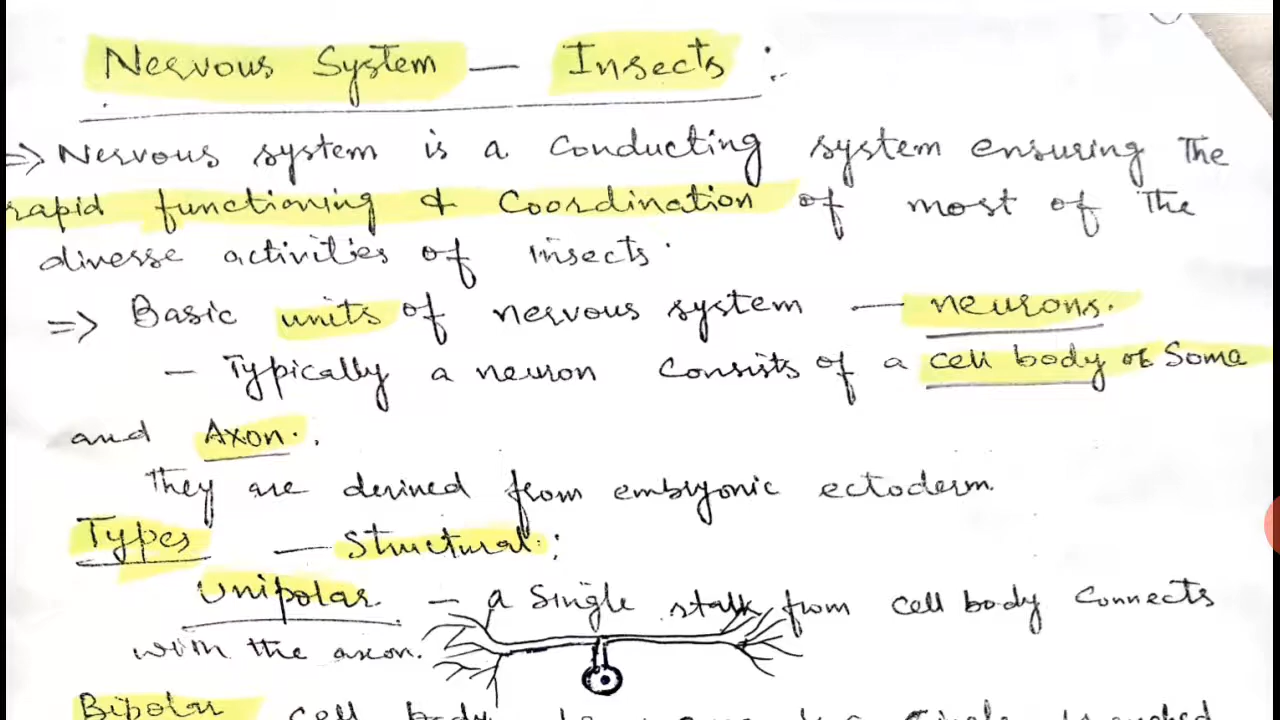 Nervous System — Insects :
=> Nervous system is a conducting system ensuring The
rapid functioning & Coordination of most of The
diverse activities of insects.
=> Basic units of nervous system — neurons.
— Typically a neuron consists of a cell body or Soma
and Axon.
They are derived from embryonic ectoderm.
Types — Structural :
Unipolar — a single stalk from cell body connects
with the axon.
Bipolar cell body